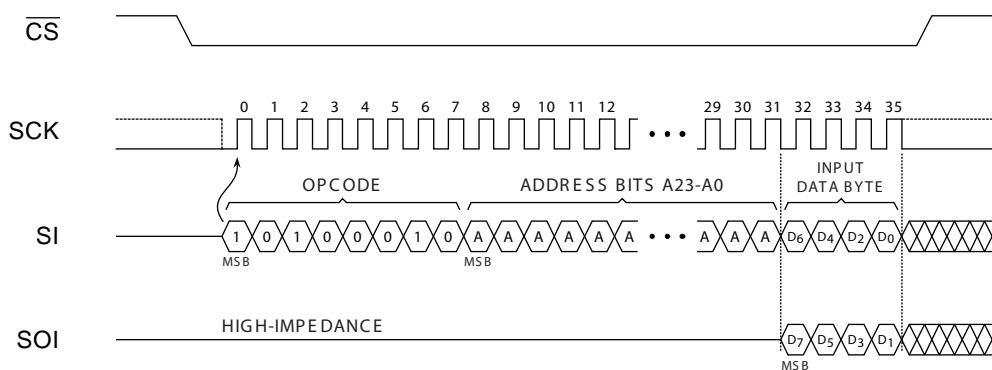 CS
SCK
0 1 2 3 4 5 6 7 8 9 10 11 12 29 30 31 32 33 34 35
•••
OPCODE
ADDRESS BITS A23-A0
INPUT
DATA BYTE
SI
1 0 1 0 0 0 1 0 A A A A A A ••• A A A D6 D4 D2 D0
MSB MSB
HIGH-IMPEDANCE
SOI
D7 D5 D3 D1
MSB